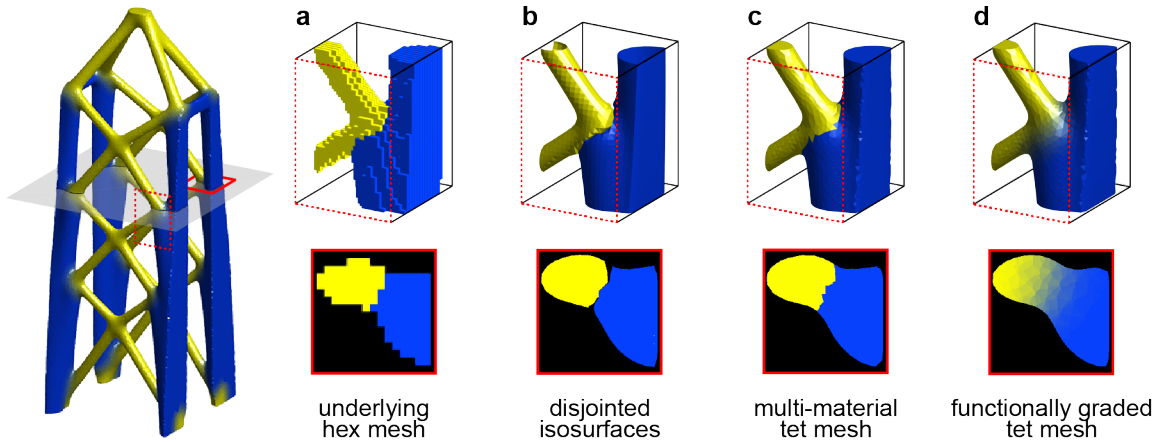 a
b
c
d
underlying
hex mesh
disjointed
isosurfaces
multi-material
tet mesh
functionally graded
tet mesh